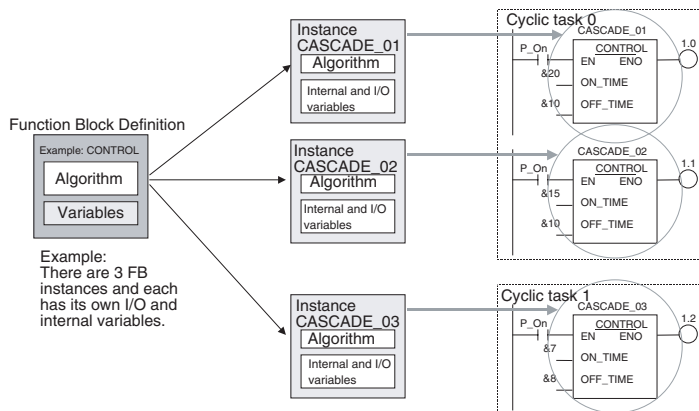 Function Block Definition
Example: CONTROL
Algorithm
Variables
Example:
There are 3 FB
instances and each
has its own I/O and
internal variables.
Instance
CASCADE_01
Algorithm
Internal and I/O
variables
Instance
CASCADE_02
Algorithm
Internal and I/O
variables
Instance
CASCADE_03
Algorithm
Internal and I/O
variables
Cyclic task 0
CASCADE_01
P_On
CONTROL
1.0
EN ENO
&20
ON_TIME
&10
OFF_TIME
CASCADE_02
P_On
CONTROL
1.1
EN ENO
&15
ON_TIME
&10
OFF_TIME
Cyclic task 1
CASCADE_03
P_On
CONTROL
1.2
EN ENO
&7
ON_TIME
&8
OFF_TIME